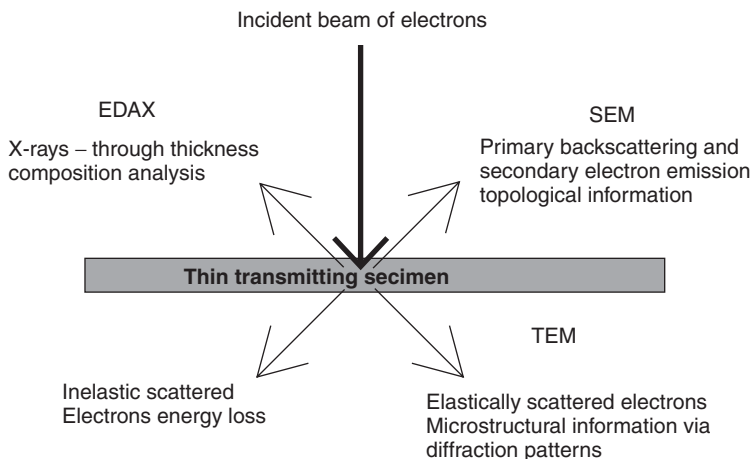 Incident beam of electrons
EDAX
X-rays – through thickness
composition analysis
SEM
Primary backscattering and
secondary electron emission
topological information
Thin transmitting secimen
Inelastic scattered
Electrons energy loss
TEM
Elastically scattered electrons
Microstructural information via
diffraction patterns